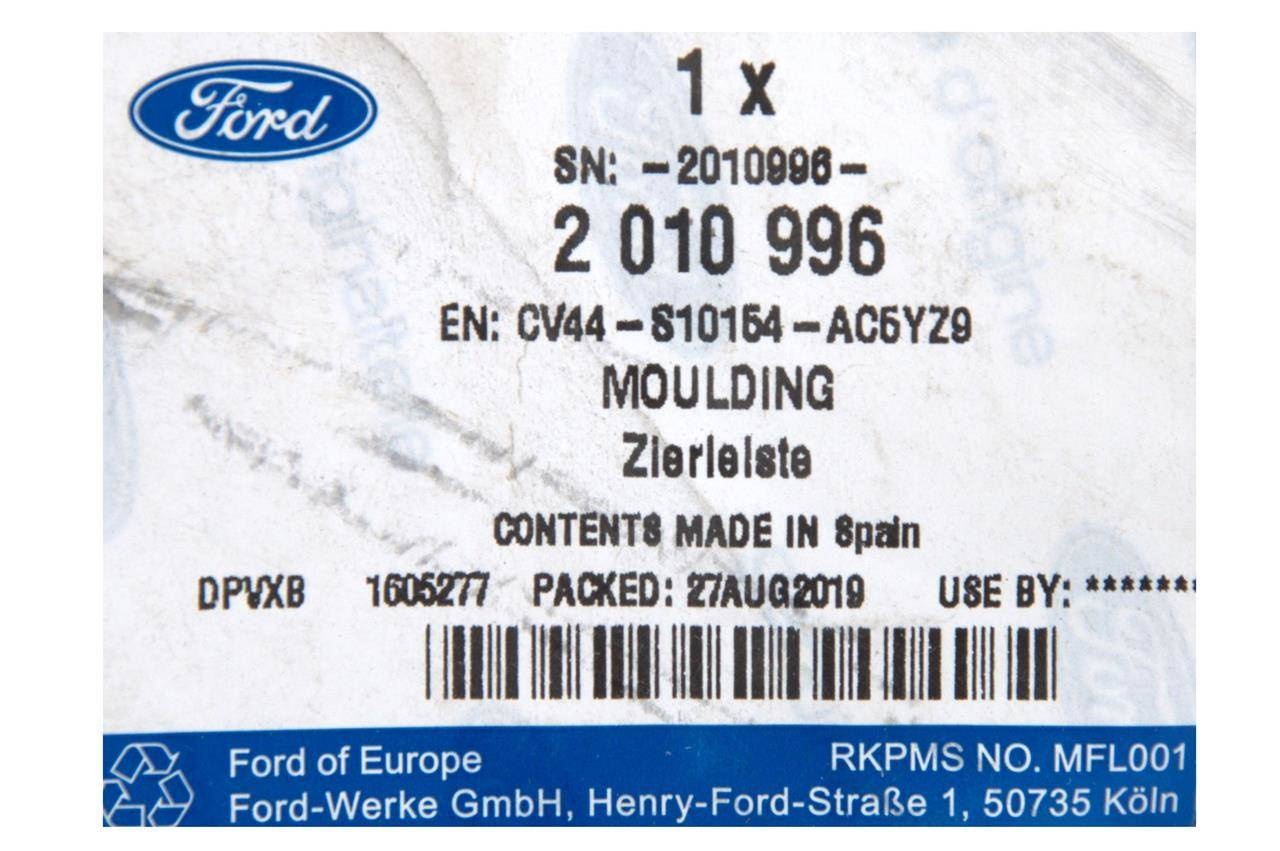 Ford
1 x
SN: -2010996-
2 010 996
EN: CV44-S10154-AC5YZ9
MOULDING
Zierleiste
CONTENTS MADE IN Spain
DPVXB 1605277 PACKED: 27AUG2019 USE BY: *******
Ford of Europe
RKPMS NO. MFL001
Ford-Werke GmbH, Henry-Ford-Straße 1, 50735 Köln